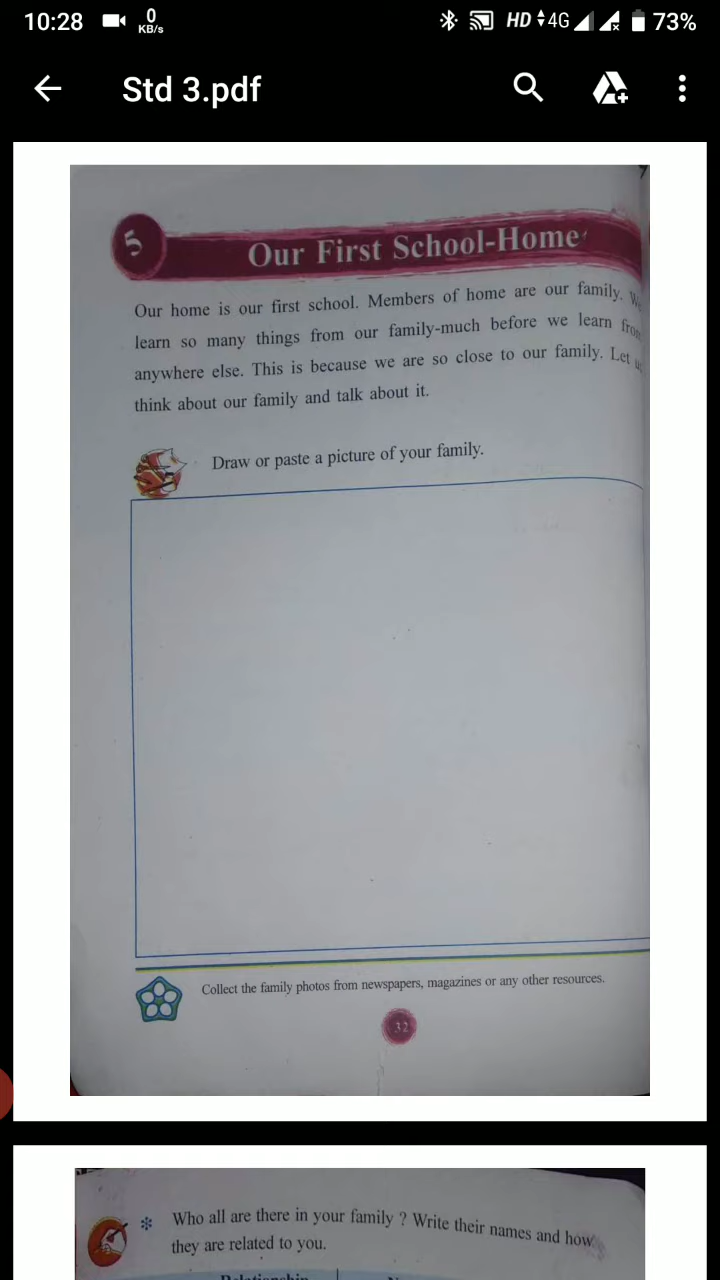 10:28 0 KB/s HD 4G 73%
Std 3.pdf
5
Our First School-Home
Our home is our first school. Members of home are our family. We
learn so many things from our family-much before we learn from
anywhere else. This is because we are so close to our family. Let us
think about our family and talk about it.
Draw or paste a picture of your family.
Collect the family photos from newspapers, magazines or any other resources.
32
* Who all are there in your family ? Write their names and how
they are related to you.
Relationship